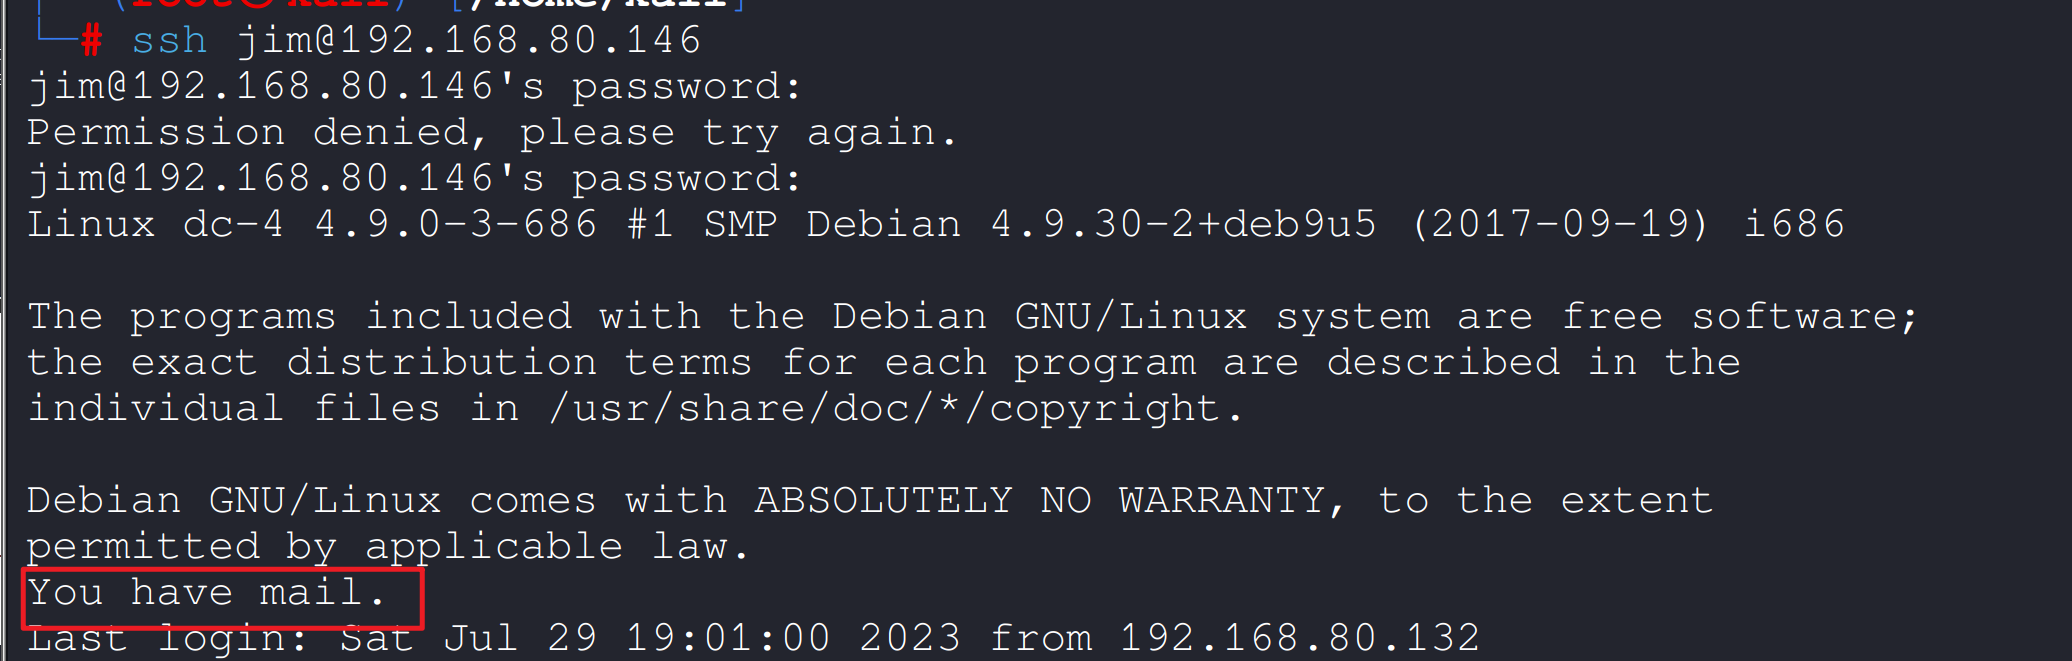 (root㉿kali)-[/home/kali]
└─# ssh jim@192.168.80.146
jim@192.168.80.146's password:
Permission denied, please try again.
jim@192.168.80.146's password:
Linux dc-4 4.9.0-3-686 #1 SMP Debian 4.9.30-2+deb9u5 (2017-09-19) i686
The programs included with the Debian GNU/Linux system are free software;
the exact distribution terms for each program are described in the
individual files in /usr/share/doc/*/copyright.
Debian GNU/Linux comes with ABSOLUTELY NO WARRANTY, to the extent
permitted by applicable law.
You have mail.
Last login: Sat Jul 29 19:01:00 2023 from 192.168.80.132